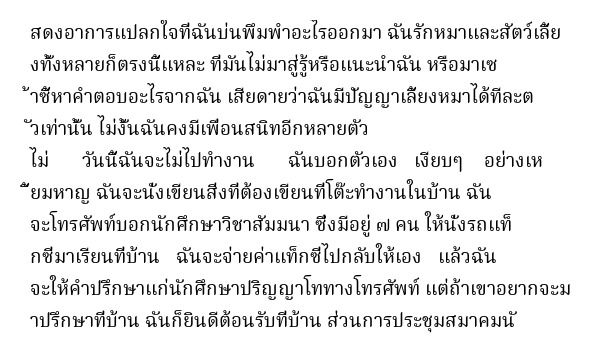 สดงอาการแปลกใจที่ฉันบ่นพึมพำอะไรออกมา ฉันรักหมาและสัตว์เลี้ย
งทั้งหลายก็ตรงนี้แหละ ที่มันไม่มาสู่รู้หรือแนะนำฉัน หรือมาเซ
้าซี้หาคำตอบอะไรจากฉัน เสียดายว่าฉันมีปัญญาเลี้ยงหมาได้ทีละต
ัวเท่านั้น ไม่งั้นฉันคงมีเพื่อนสนิทอีกหลายตัว
ไม่ วันนี้ฉันจะไม่ไปทำงาน ฉันบอกตัวเอง เงียบๆ อย่างเห
ี้ยมหาญ ฉันจะนั่งเขียนสิ่งที่ต้องเขียนที่โต๊ะทำงานในบ้าน ฉัน
จะโทรศัพท์บอกนักศึกษาวิชาสัมมนา ซึ่งมีอยู่ ๗ คน ให้นั่งรถแท็
กซี่มาเรียนที่บ้าน ฉันจะจ่ายค่าแท็กซี่ไปกลับให้เอง แล้วฉัน
จะให้คำปรึกษาแก่นักศึกษาปริญญาโททางโทรศัพท์ แต่ถ้าเขาอยากจะม
าปรึกษาที่บ้าน ฉันก็ยินดีต้อนรับที่บ้าน ส่วนการประชุมสมาคมนั